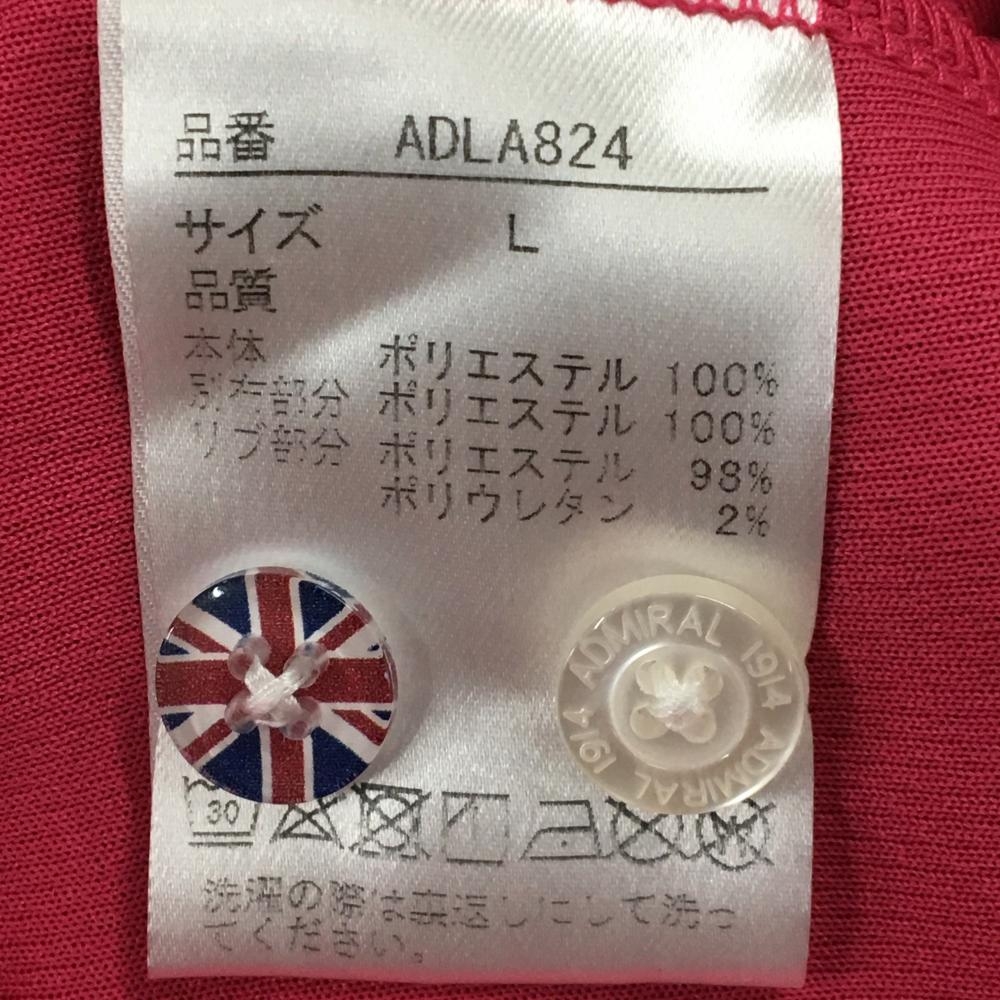 品番 ADLA824
サイズ L
品質
本体 ポリエステル 100%
別布部分 ポリエステル 100%
リブ部分 ポリエステル 98%
ポリウレタン 2%
ADMIRAL 1914 ADMIRAL 1914
30
洗濯の際は裏返しにして洗っ
てください。